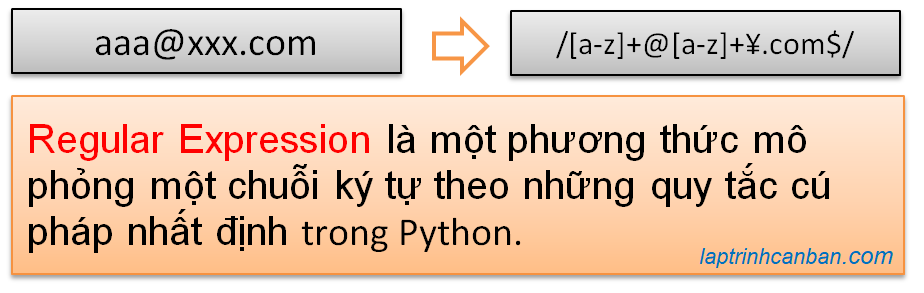 aaa@xxx.com
/[a-z]+@[a-z]+¥.com$/
Regular Expression là một phương thức mô
phỏng một chuỗi ký tự theo những quy tắc cú
pháp nhất định trong Python.
laptrinhcanban.com